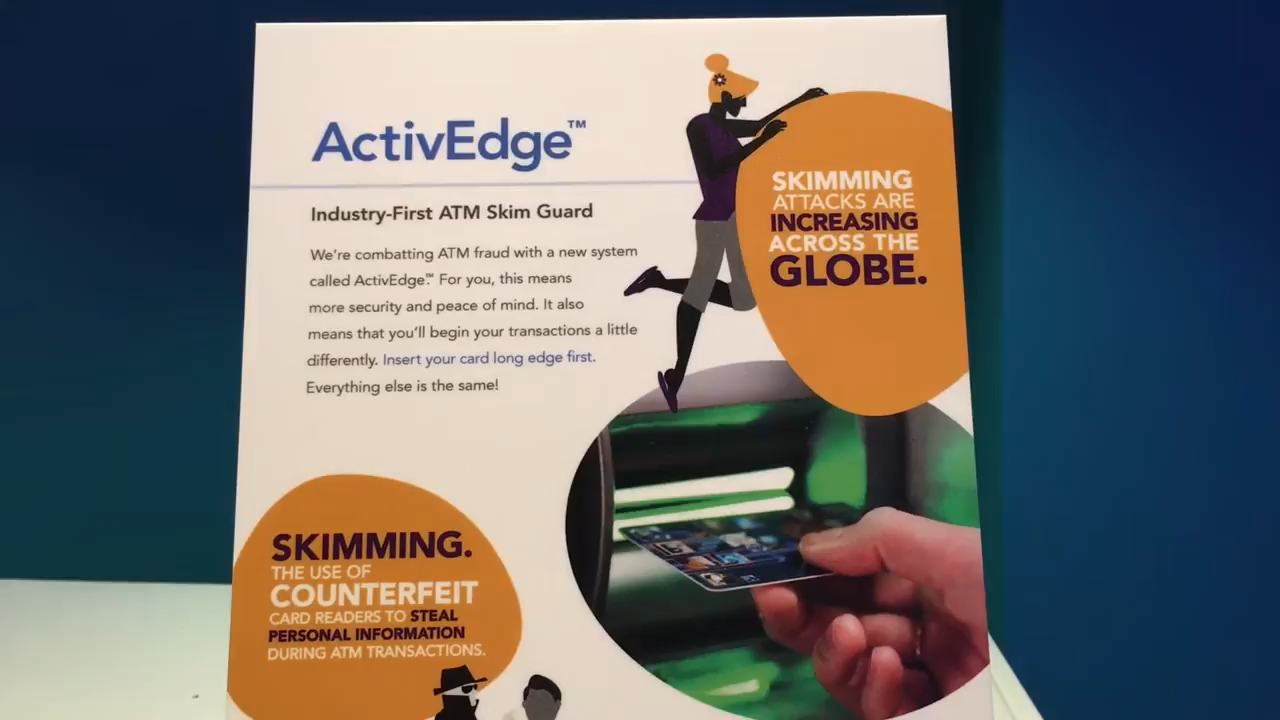 ActivEdge™
Industry-First ATM Skim Guard
We're combatting ATM fraud with a new system
called ActivEdge.™ For you, this means
more security and peace of mind. It also
means that you'll begin your transactions a little
differently. Insert your card long edge first.
Everything else is the same!
SKIMMING
ATTACKS ARE
INCREASING
ACROSS THE
GLOBE.
SKIMMING.
THE USE OF
COUNTERFEIT
CARD READERS TO STEAL
PERSONAL INFORMATION
DURING ATM TRANSACTIONS.